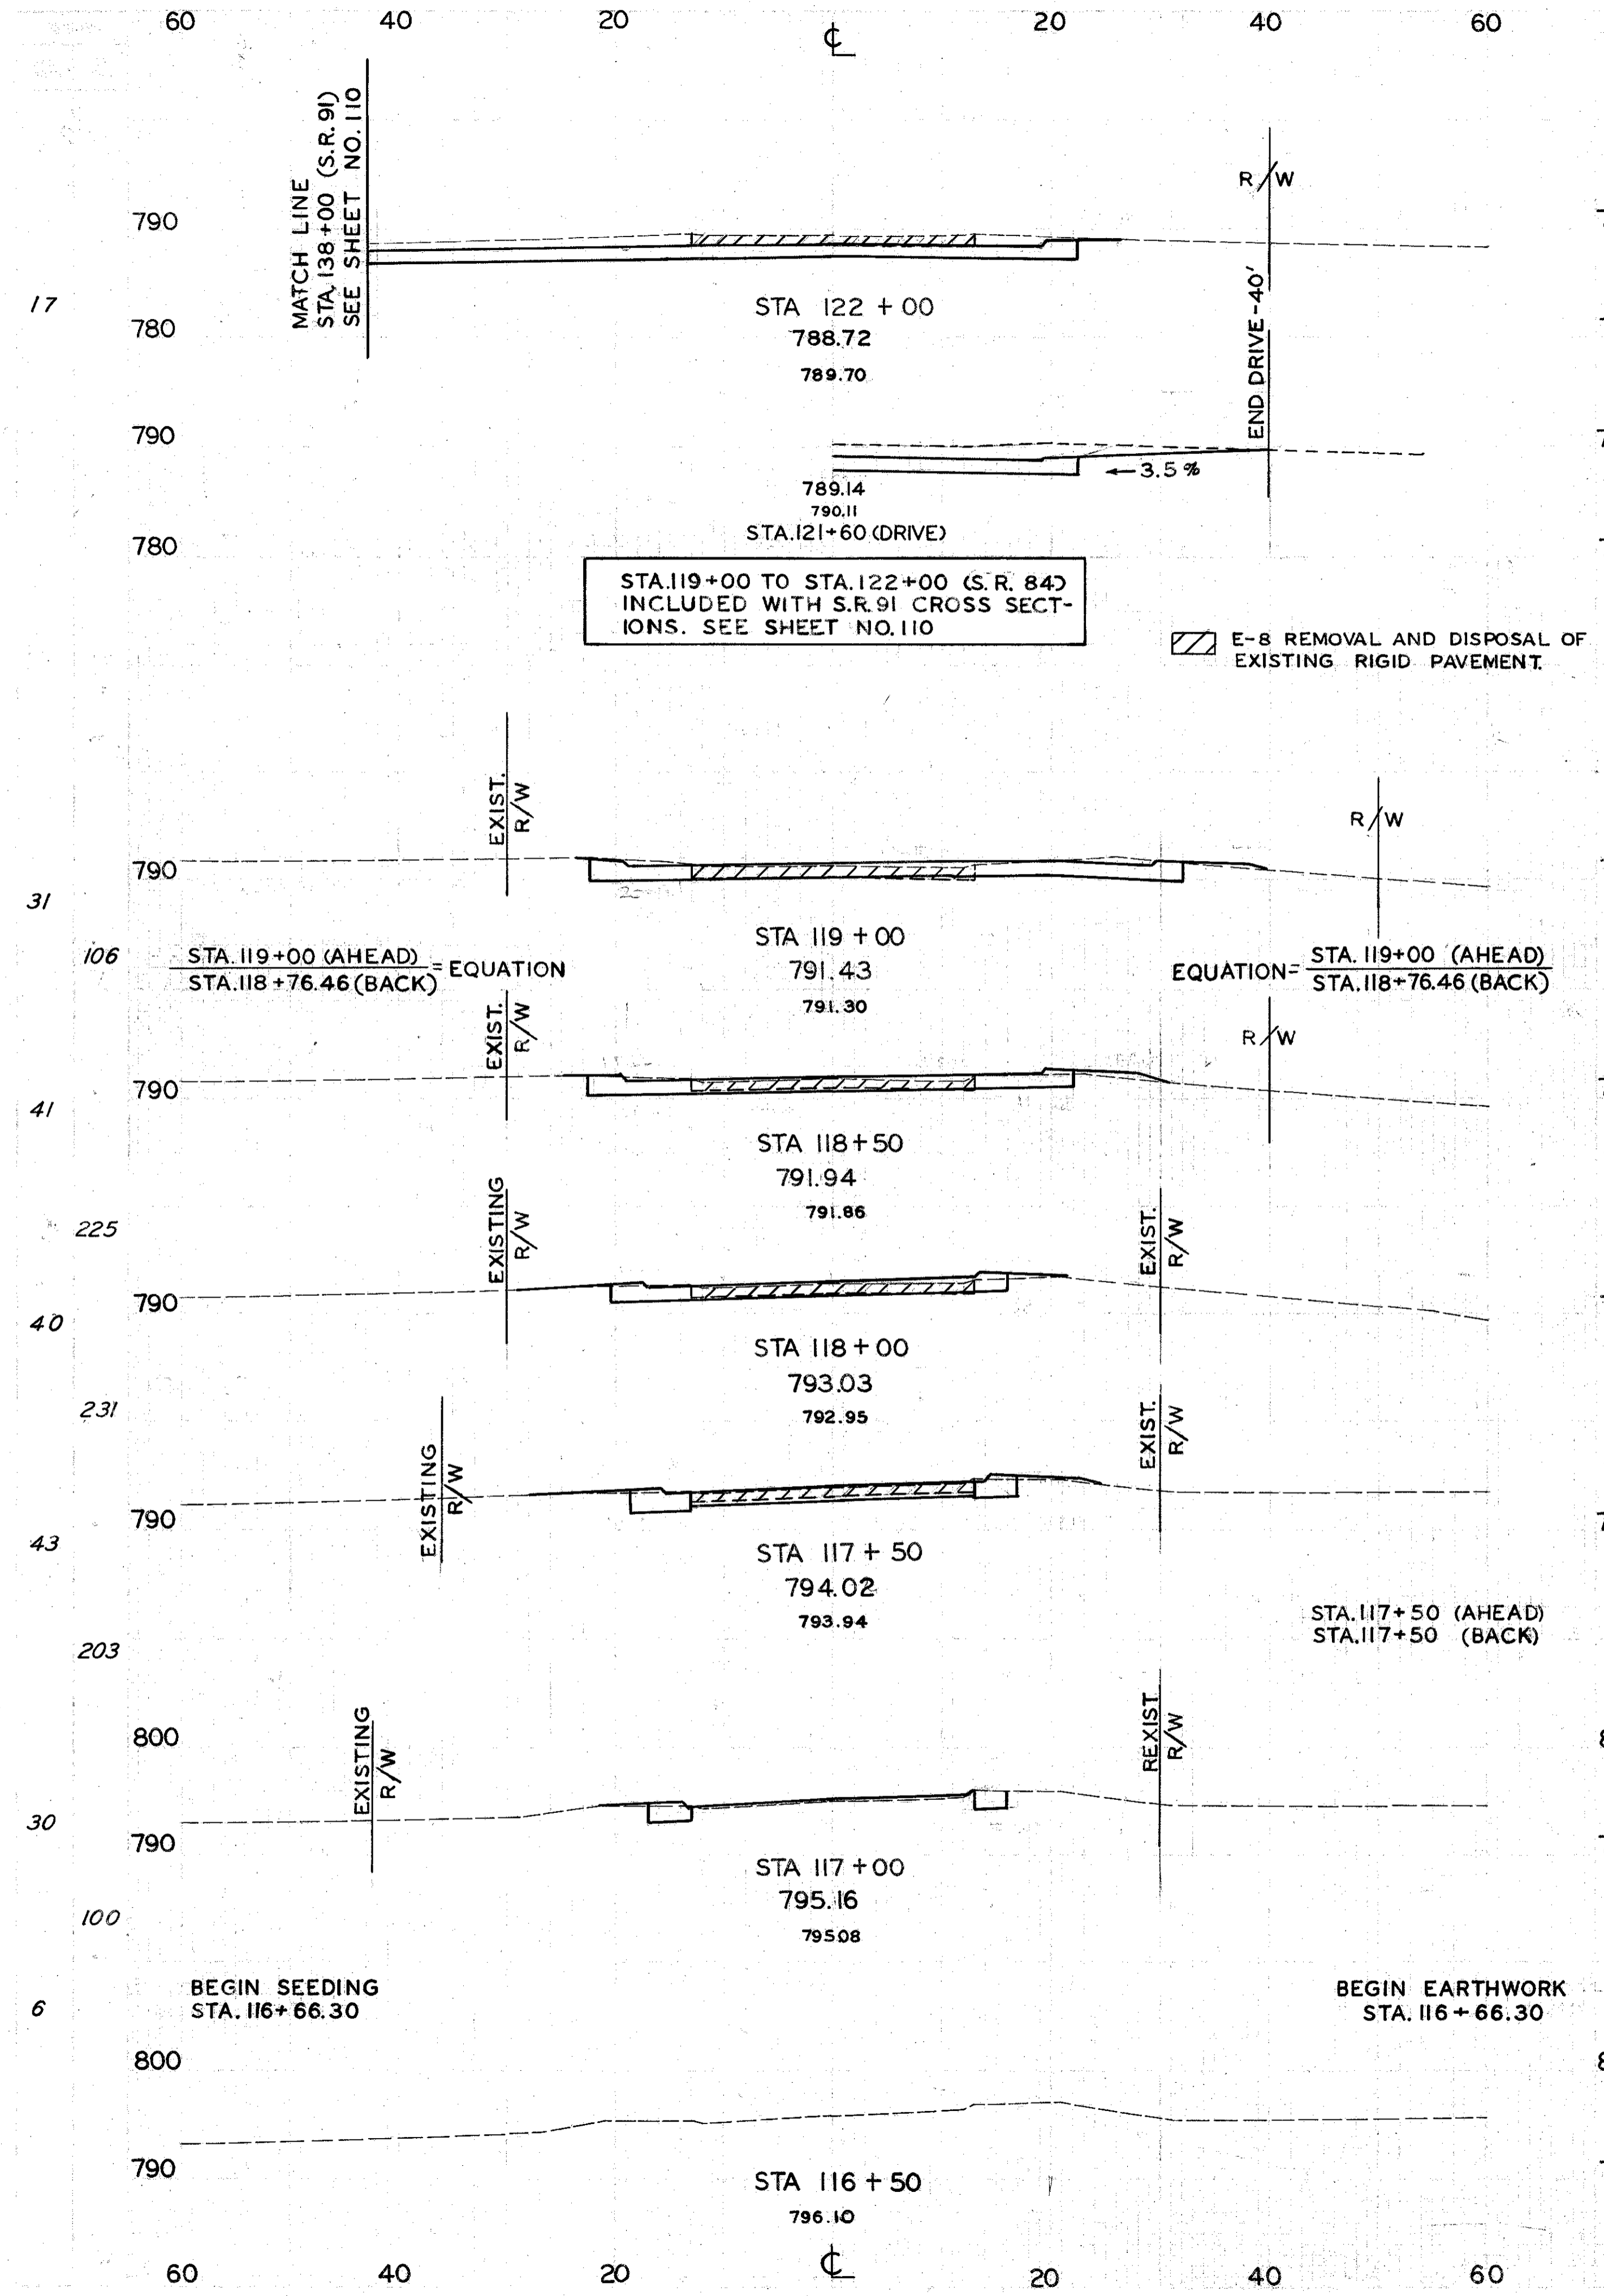 60 40 20 ℄ 20 40 60
MATCH LINE
STA. 138+00 (S.R. 91)
SEE SHEET NO. 110
R/W
790
17
780
STA 122 + 00
788.72
789.70
END DRIVE-40'
790
3.5 %
789.14
790.11
STA.121+60 (DRIVE)
780
STA.119+00 TO STA.122+00 (S.R. 84)
INCLUDED WITH S.R.91 CROSS SECT-
IONS. SEE SHEET NO.110
E-8 REMOVAL AND DISPOSAL OF
EXISTING RIGID PAVEMENT.
EXIST.
R/W
R/W
790
31
STA 119 + 00
791.43
791.30
106
STA. 119+00 (AHEAD)
STA.118+76.46 (BACK)
= EQUATION
EQUATION=
STA. 119+00 (AHEAD)
STA.118+76.46 (BACK)
EXIST.
R/W
R/W
790
41
STA 118+50
791.94
791.86
225
EXISTING
R/W
EXIST.
R/W
790
40
STA 118 + 00
793.03
792.95
231
EXISTING
R/W
EXIST.
R/W
790
43
STA 117 + 50
794.02
793.94
STA.117+50 (AHEAD)
STA.117+50 (BACK)
203
800
EXISTING
R/W
REXIST
R/W
30
790
STA 117 +00
795.16
795.08
100
BEGIN SEEDING
STA. 116+66.30
BEGIN EARTHWORK
STA. 116+66.30
6
800
790
STA 116 + 50
796.10
60 40 20 ℄ 20 40 60